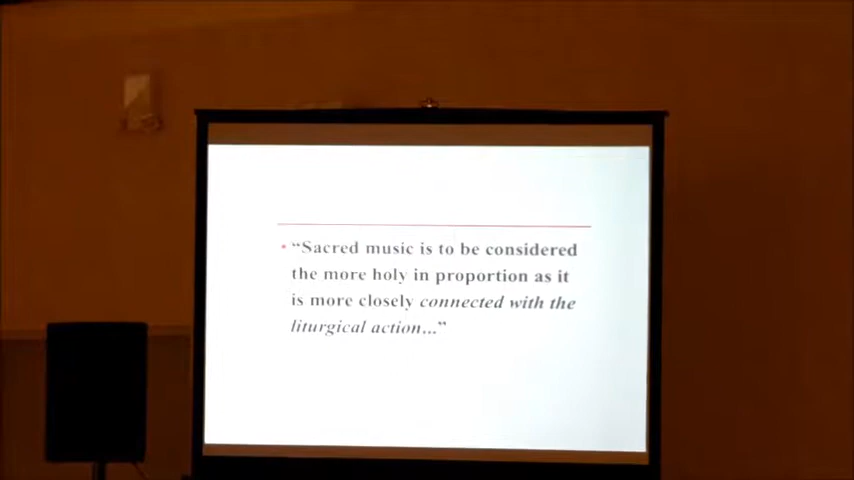 • “Sacred music is to be considered
the more holy in proportion as it
is more closely connected with the
liturgical action...”